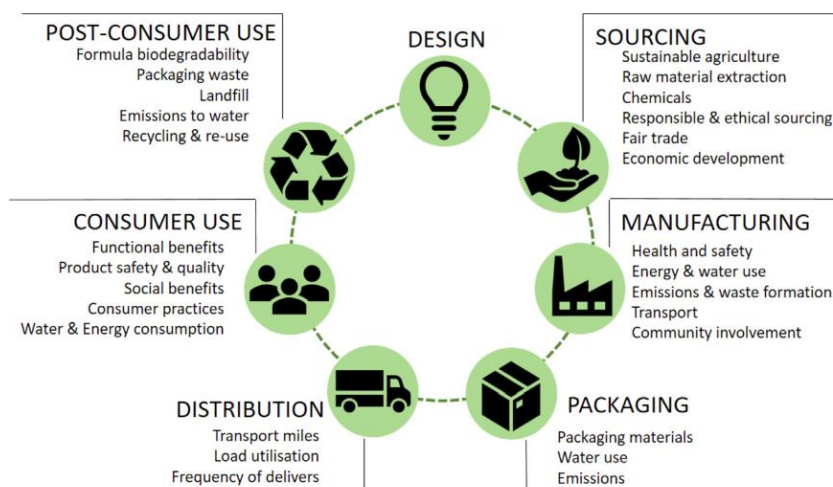 DESIGN
SOURCING
Sustainable agriculture
Raw material extraction
Chemicals
Responsible & ethical sourcing
Fair trade
Economic development
MANUFACTURING
Health and safety
Energy & water use
Emissions & waste formation
Transport
Community involvement
PACKAGING
Packaging materials
Water use
Emissions
DISTRIBUTION
Transport miles
Load utilisation
Frequency of delivers
CONSUMER USE
Functional benefits
Product safety & quality
Social benefits
Consumer practices
Water & Energy consumption
POST-CONSUMER USE
Formula biodegradability
Packaging waste
Landfill
Emissions to water
Recycling & re-use